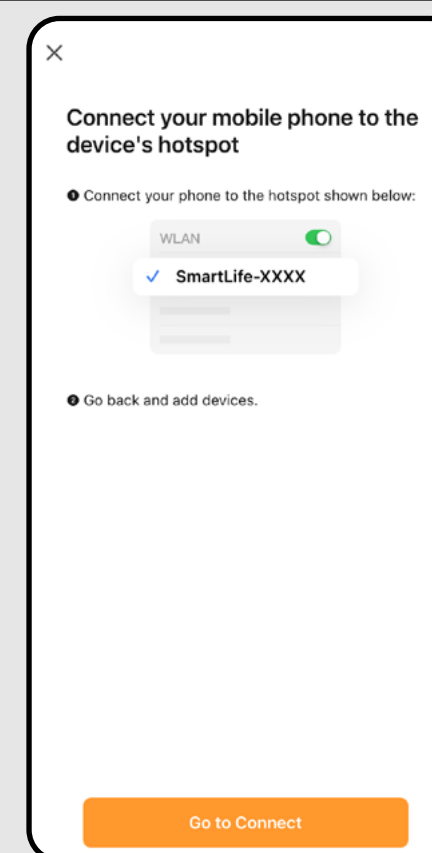 Connect your mobile phone to the
device's hotspot
❶ Connect your phone to the hotspot shown below:
WLAN
SmartLife-XXXX
❷ Go back and add devices.
Go to Connect